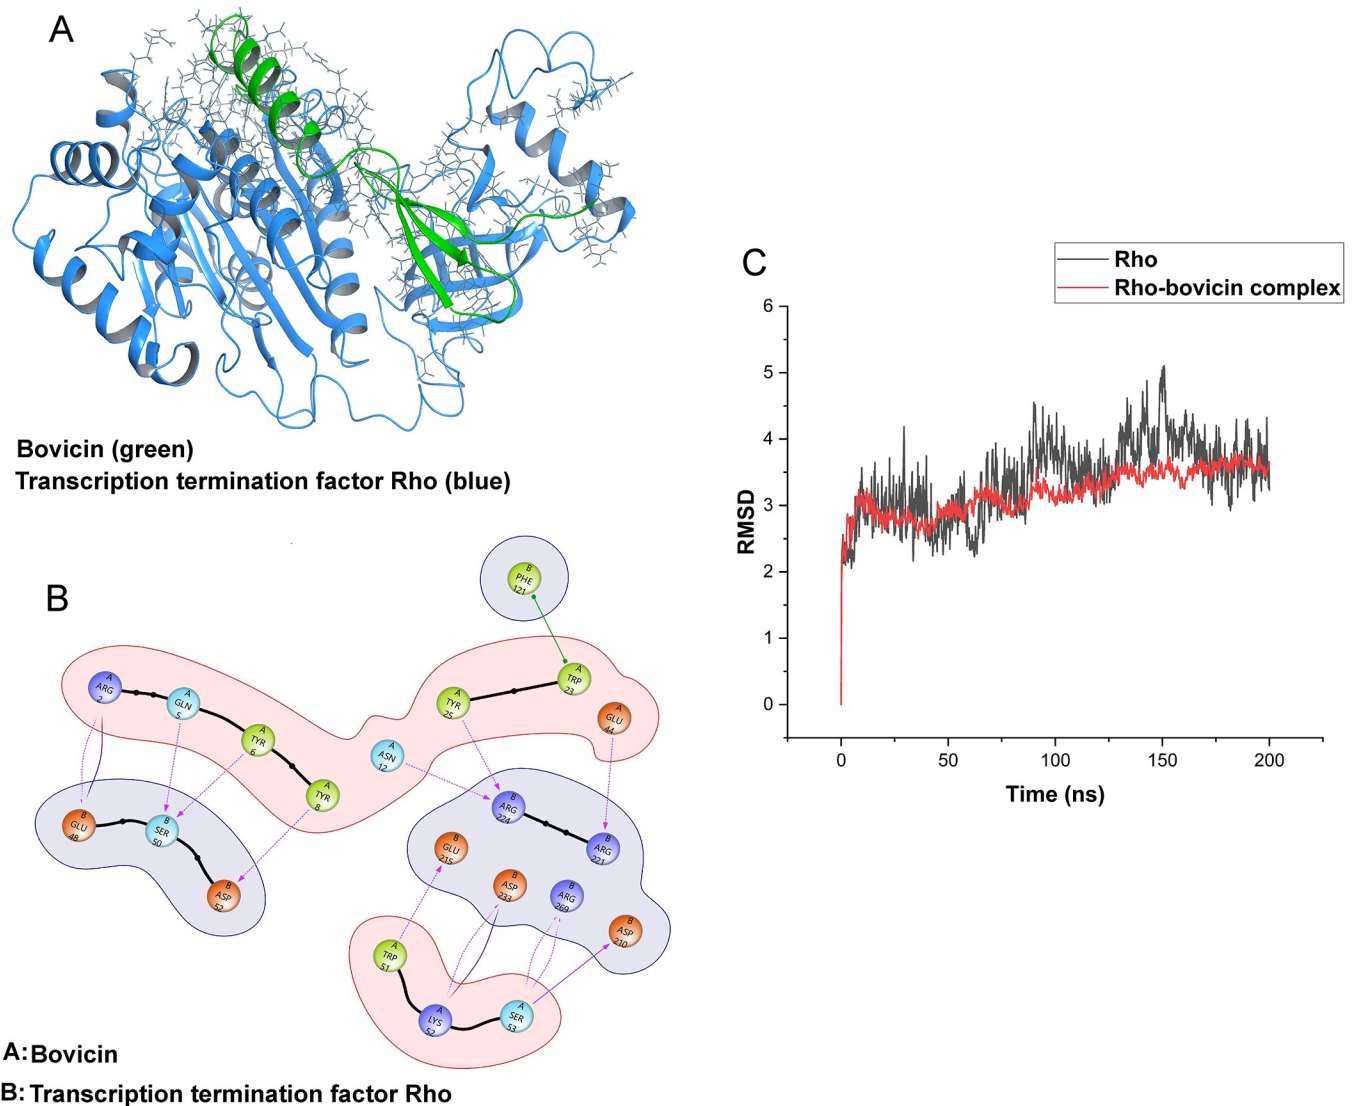 A
Bovicin (green)
Transcription termination factor Rho (blue)
B
B
PHE
121
A
ARG
2
A
GLN
5
A
TYR
6
A
TYR
8
A
ASN
12
A
TYR
25
A
TRP
23
A
GLU
44
B
GLU
48
B
SER
50
B
ASP
52
B
ARG
224
B
ARG
221
B
GLU
215
B
ASP
233
B
ARG
269
B
ASP
210
A
TRP
51
A
LYS
52
A
SER
53
A: Bovicin
B: Transcription termination factor Rho
C
Rho
Rho-bovicin complex
RMSD
6
5
4
3
2
1
0
0 50 100 150 200
Time (ns)